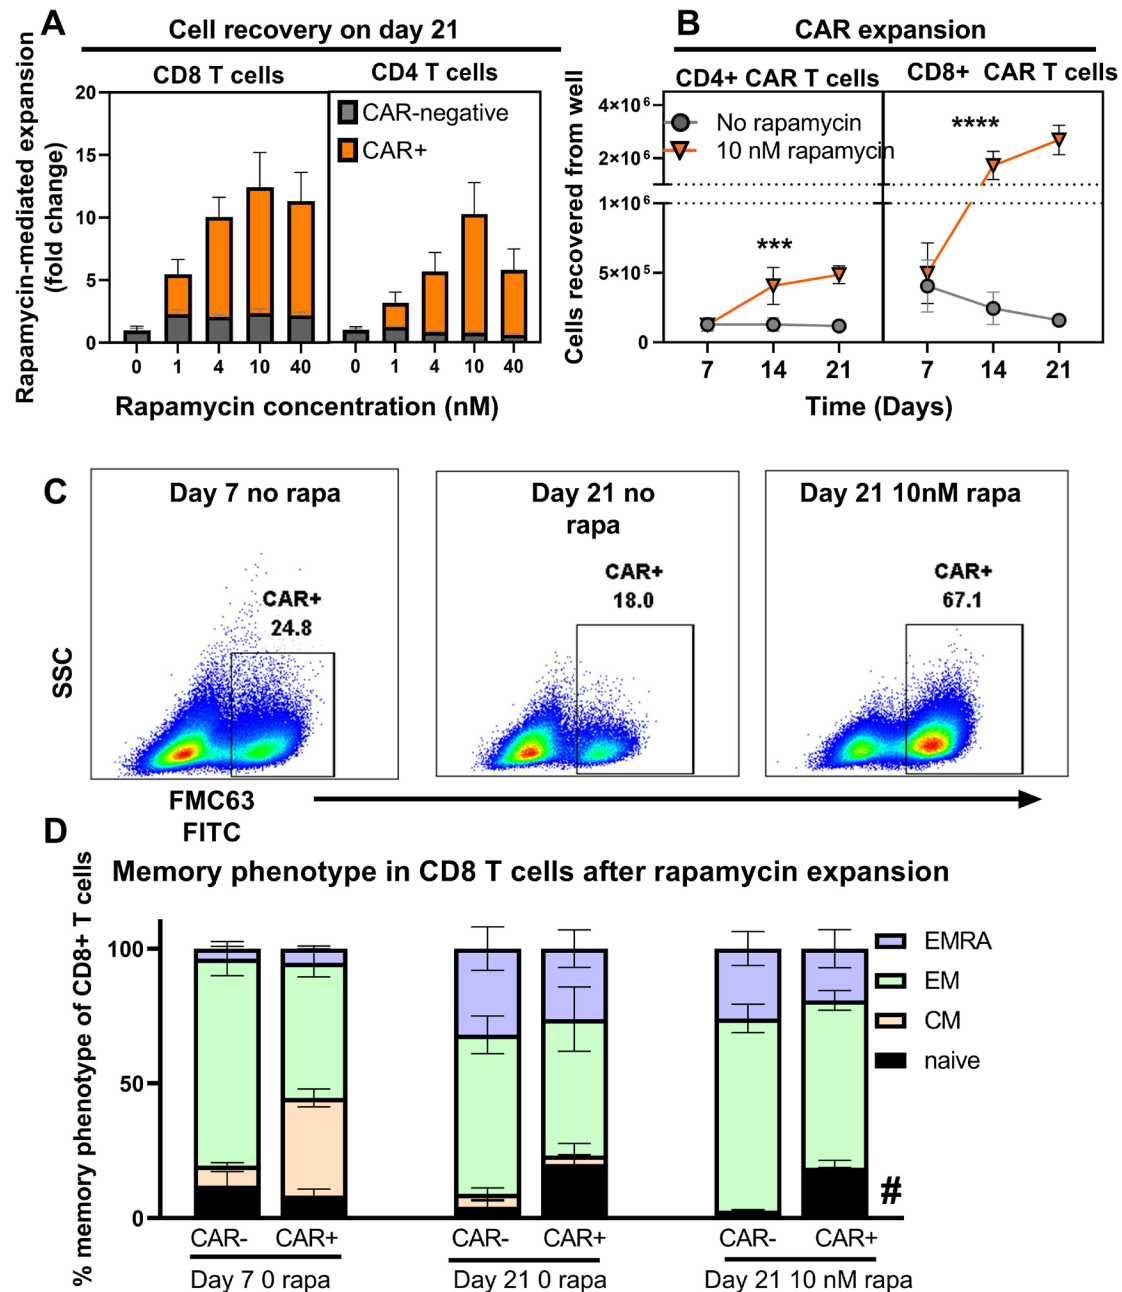 A
Cell recovery on day 21
CD8 T cells
CD4 T cells
Rapamycin-mediated expansion
(fold change)
20
15
10
5
0
CAR-negative
CAR+
0 1 4 10 40
0 1 4 10 40
Rapamycin concentration (nM)
B
CAR expansion
CD4+ CAR T cells
CD8+ CAR T cells
Cells recovered from well
4×10⁶
2×10⁶
1×10⁶
5×10⁵
0
No rapamycin
10 nM rapamycin
***
****
7 14 21
7 14 21
Time (Days)
C
Day 7 no rapa
CAR+
24.8
Day 21 no
rapa
CAR+
18.0
Day 21 10nM rapa
CAR+
67.1
SSC
FMC63
FITC
D
Memory phenotype in CD8 T cells after rapamycin expansion
% memory phenotype of CD8+ T cells
100
50
0
EMRA
EM
CM
naive
#
CAR- CAR+
CAR- CAR+
CAR- CAR+
Day 7 0 rapa
Day 21 0 rapa
Day 21 10 nM rapa